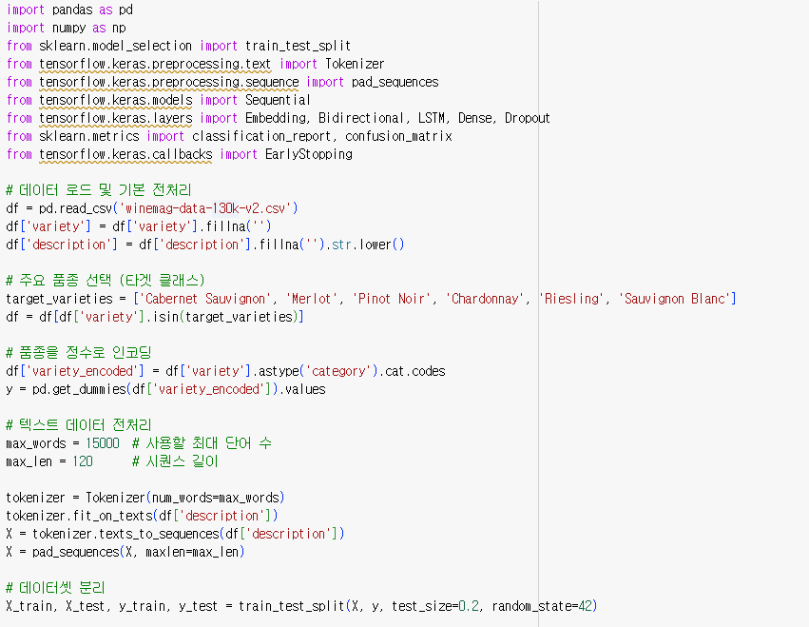 import pandas as pd
import numpy as np
from sklearn.model_selection import train_test_split
from tensorflow.keras.preprocessing.text import Tokenizer
from tensorflow.keras.preprocessing.sequence import pad_sequences
from tensorflow.keras.models import Sequential
from tensorflow.keras.layers import Embedding, Bidirectional, LSTM, Dense, Dropout
from sklearn.metrics import classification_report, confusion_matrix
from tensorflow.keras.callbacks import EarlyStopping
# 데이터 로드 및 기본 전처리
df = pd.read_csv('winemag-data-130k-v2.csv')
df['variety'] = df['variety'].fillna('')
df['description'] = df['description'].fillna('').str.lower()
# 주요 품종 선택 (타겟 클래스)
target_varieties = ['Cabernet Sauvignon', 'Merlot', 'Pinot Noir', 'Chardonnay', 'Riesling', 'Sauvignon Blanc']
df = df[df['variety'].isin(target_varieties)]
# 품종을 정수로 인코딩
df['variety_encoded'] = df['variety'].astype('category').cat.codes
y = pd.get_dummies(df['variety_encoded']).values
# 텍스트 데이터 전처리
max_words = 15000  # 사용할 최대 단어 수
max_len = 120      # 시퀀스 길이
tokenizer = Tokenizer(num_words=max_words)
tokenizer.fit_on_texts(df['description'])
X = tokenizer.texts_to_sequences(df['description'])
X = pad_sequences(X, maxlen=max_len)
# 데이터셋 분리
X_train, X_test, y_train, y_test = train_test_split(X, y, test_size=0.2, random_state=42)